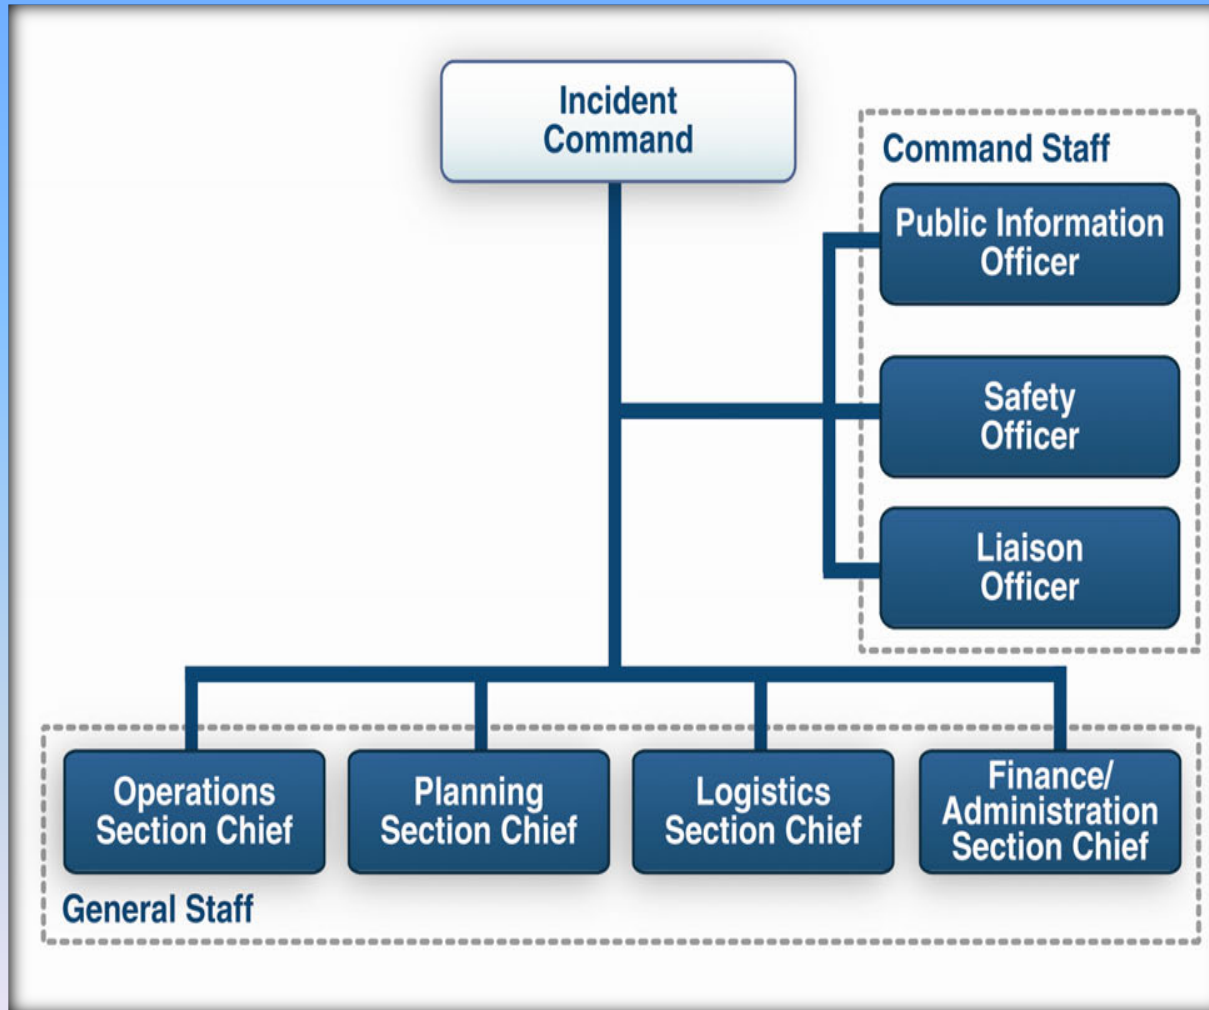 Incident
Command
Command Staff
Public Information
Officer
Safety
Officer
Liaison
Officer
Operations
Section Chief
Planning
Section Chief
Logistics
Section Chief
Finance/
Administration
Section Chief
General Staff